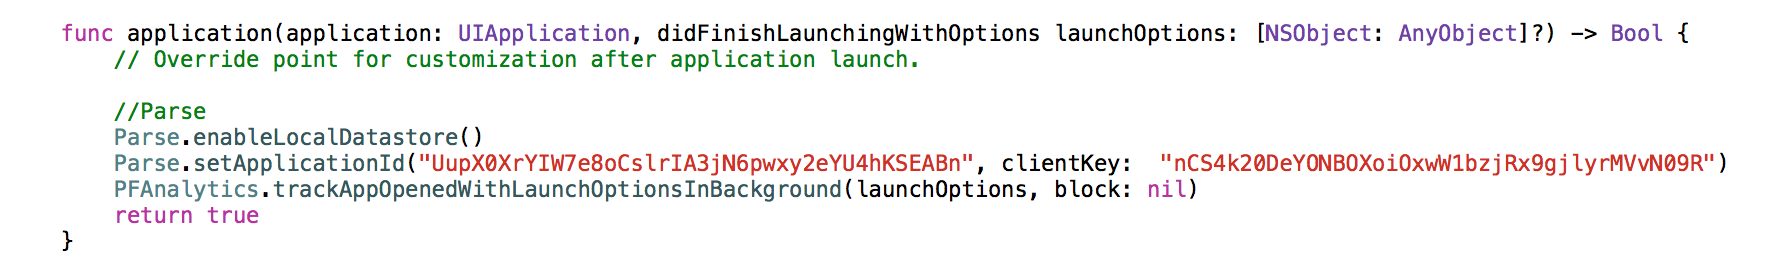 func application(application: UIApplication, didFinishLaunchingWithOptions launchOptions: [NSObject: AnyObject]?) -> Bool {
// Override point for customization after application launch.
//Parse
Parse.enableLocalDatastore()
Parse.setApplicationId("UupX0XrYIW7e8oCslrIA3jN6pwxy2eYU4hKSEABn", clientKey: "nCS4k20DeYONBOXoiOxwW1bzjRx9gjlyrMVvN09R")
PFAnalytics.trackAppOpenedWithLaunchOptionsInBackground(launchOptions, block: nil)
return true
}